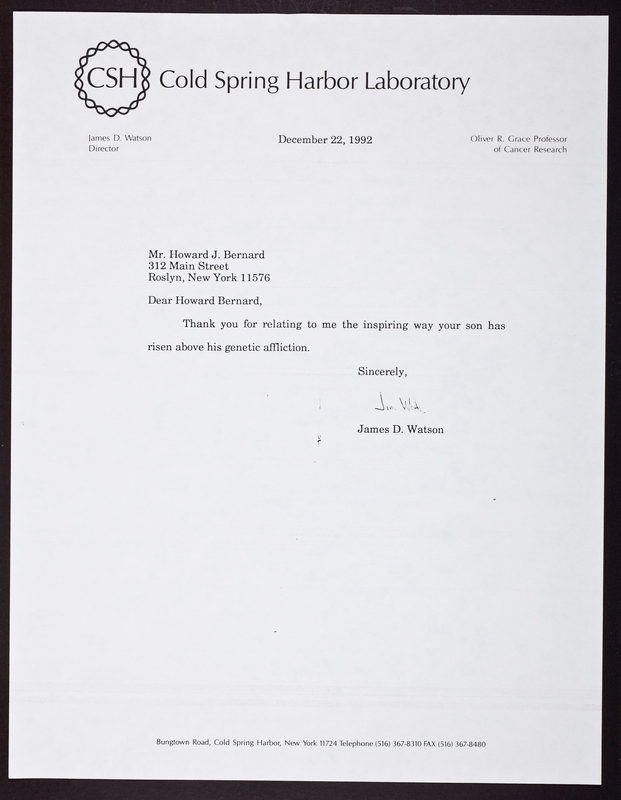 CSH Cold Spring Harbor Laboratory
James D. Watson
Director
December 22, 1992
Oliver R. Grace Professor
of Cancer Research
Mr. Howard J. Bernard
312 Main Street
Roslyn, New York 11576
Dear Howard Bernard,
Thank you for relating to me the inspiring way your son has
risen above his genetic affliction.
Sincerely,
James D. Watson
Bungtown Road, Cold Spring Harbor, New York 11724 Telephone (516) 367-8310 FAX (516) 367-8480